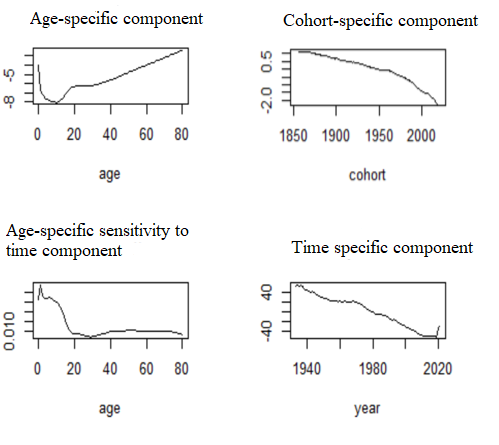 Age-specific component
Cohort-specific component
-5
-8
0 20 40 60 80
age
0.5
-2.0
1850 1900 1950 2000
cohort
Age-specific sensitivity to
time component
Time specific component
0.010
0 20 40 60 80
age
40
-40
1940 1980 2020
year